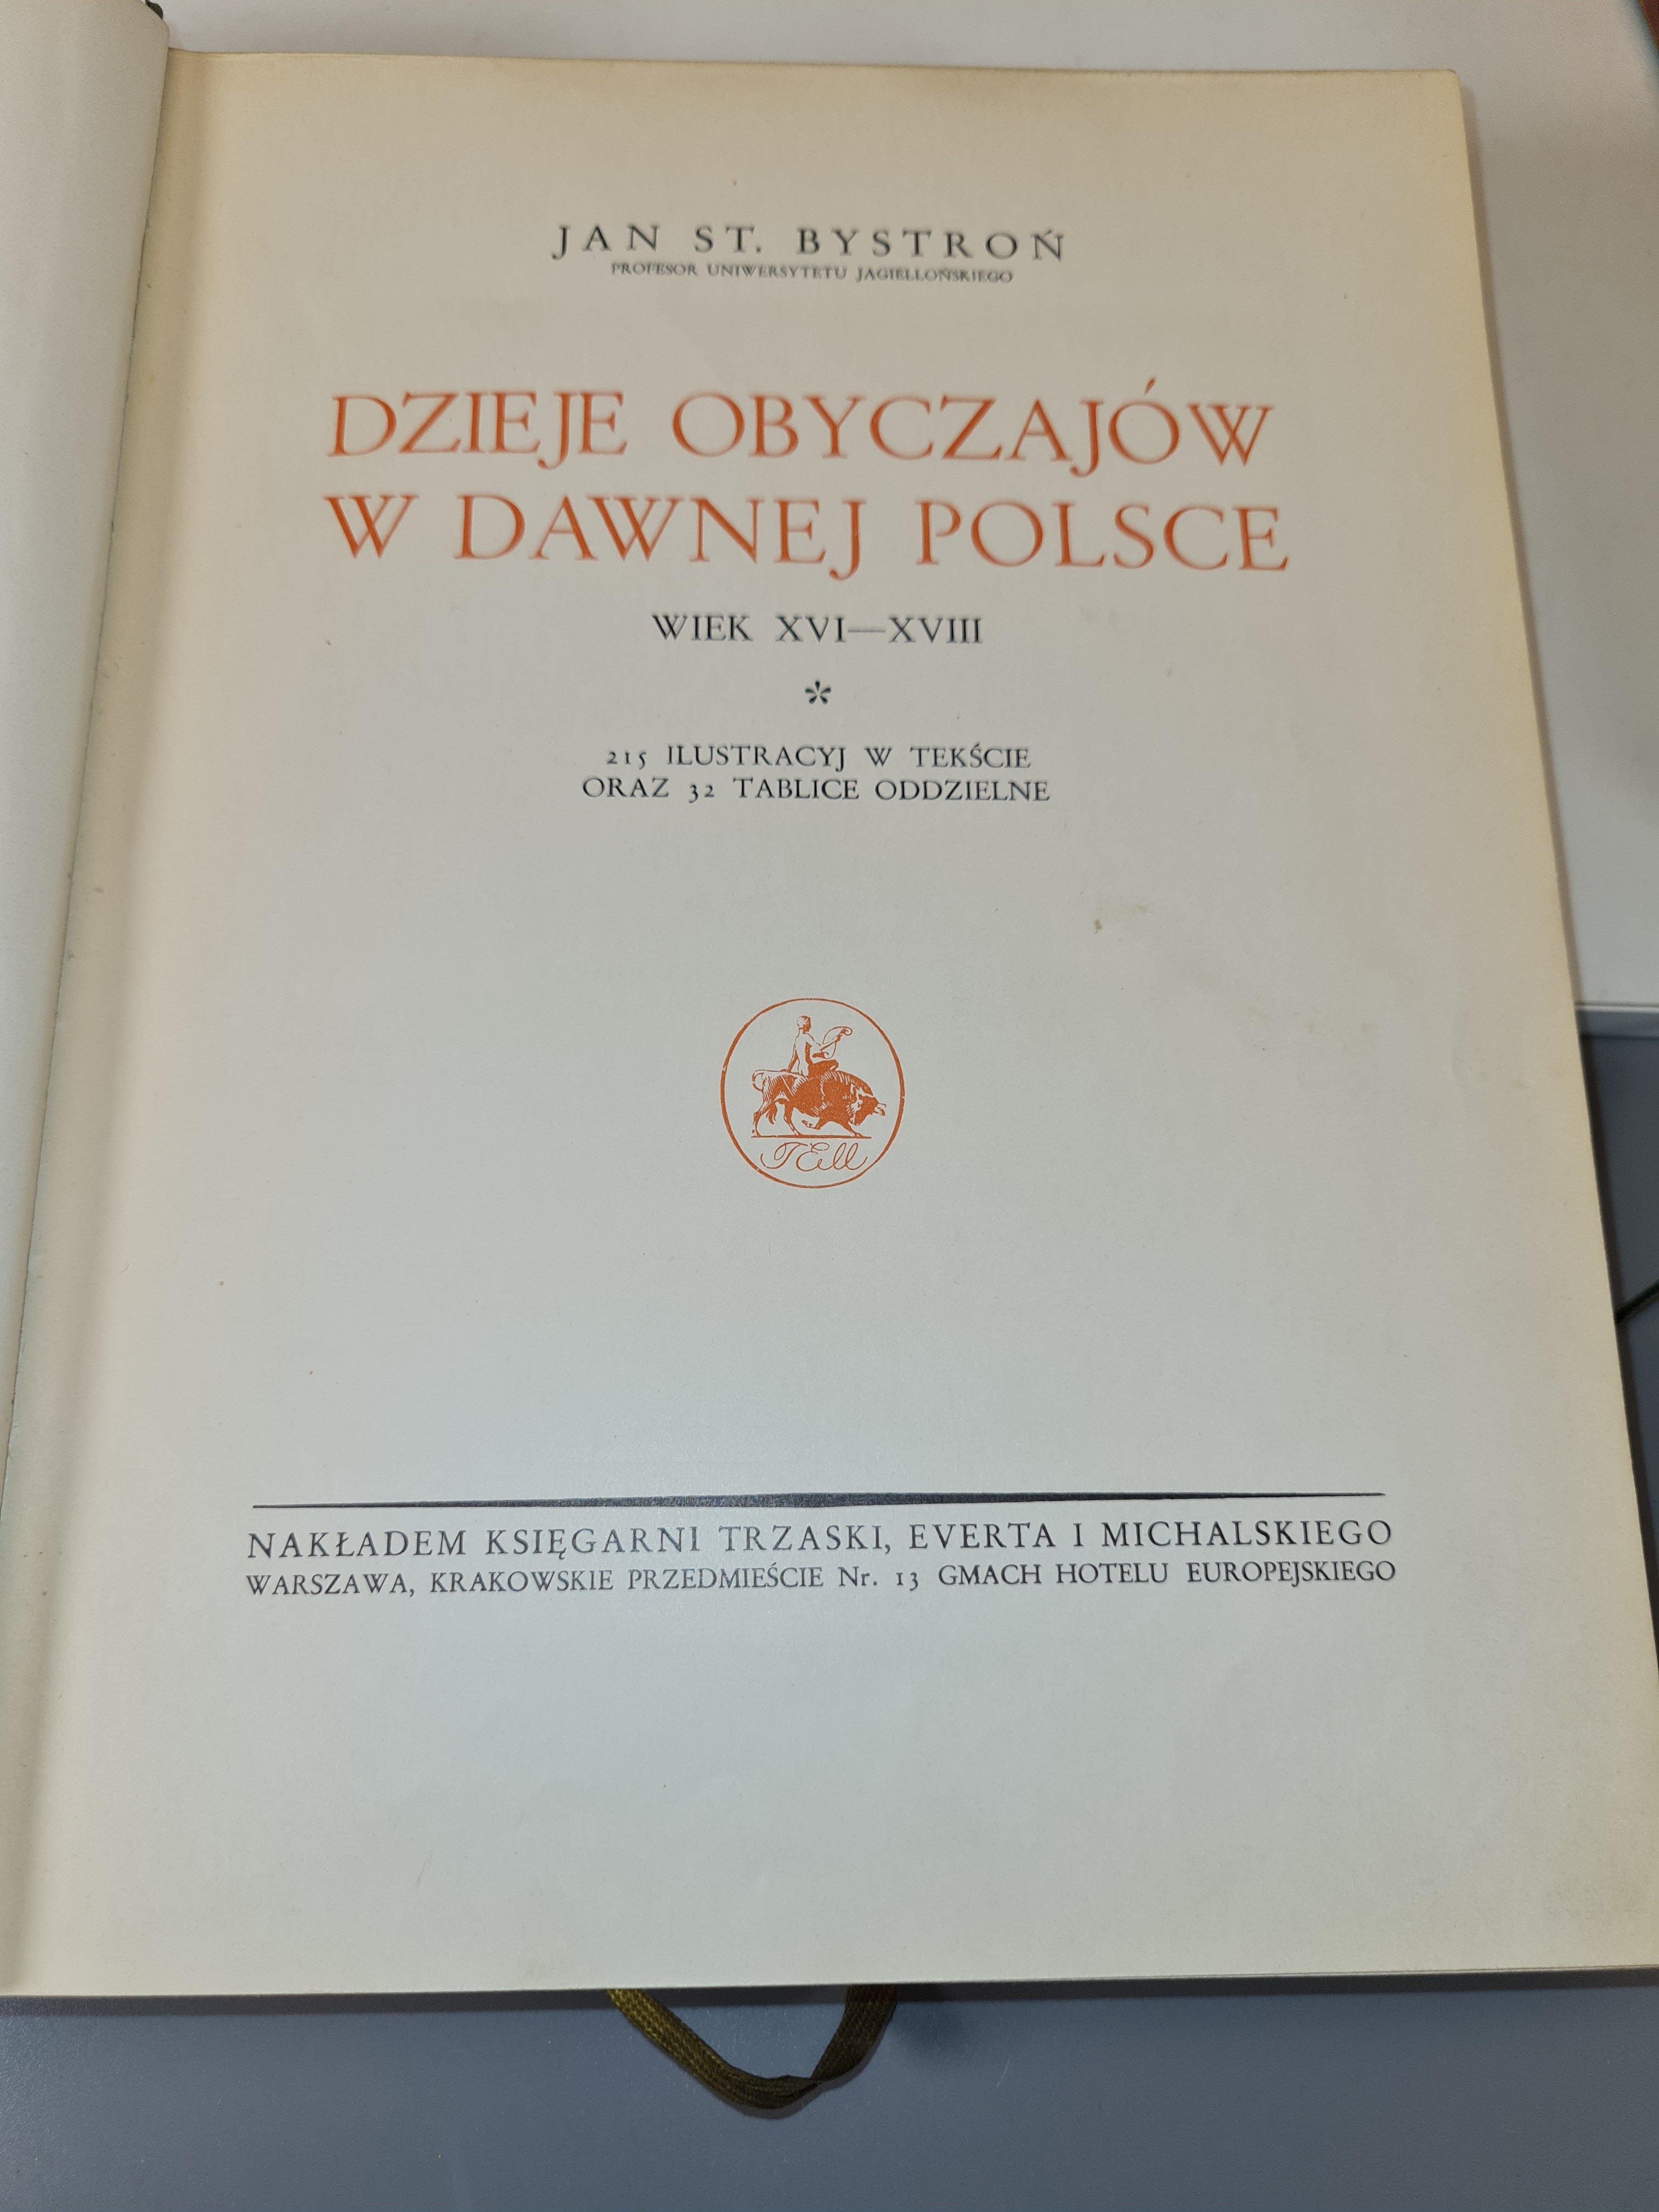 JAN ST. BYSTROŃ
PROFESOR UNIWERSYTETU JAGIELLOŃSKIEGO
DZIEJE OBYCZAJÓW
W DAWNEJ POLSCE
WIEK XVI—XVIII
*
215 ILUSTRACYJ W TEKŚCIE
ORAZ 32 TABLICE ODDZIELNE
TEM
NAKŁADEM KSIĘGARNI TRZASKI, EVERTA I MICHALSKIEGO
WARSZAWA, KRAKOWSKIE PRZEDMIEŚCIE Nr. 13 GMACH HOTELU EUROPEJSKIEGO